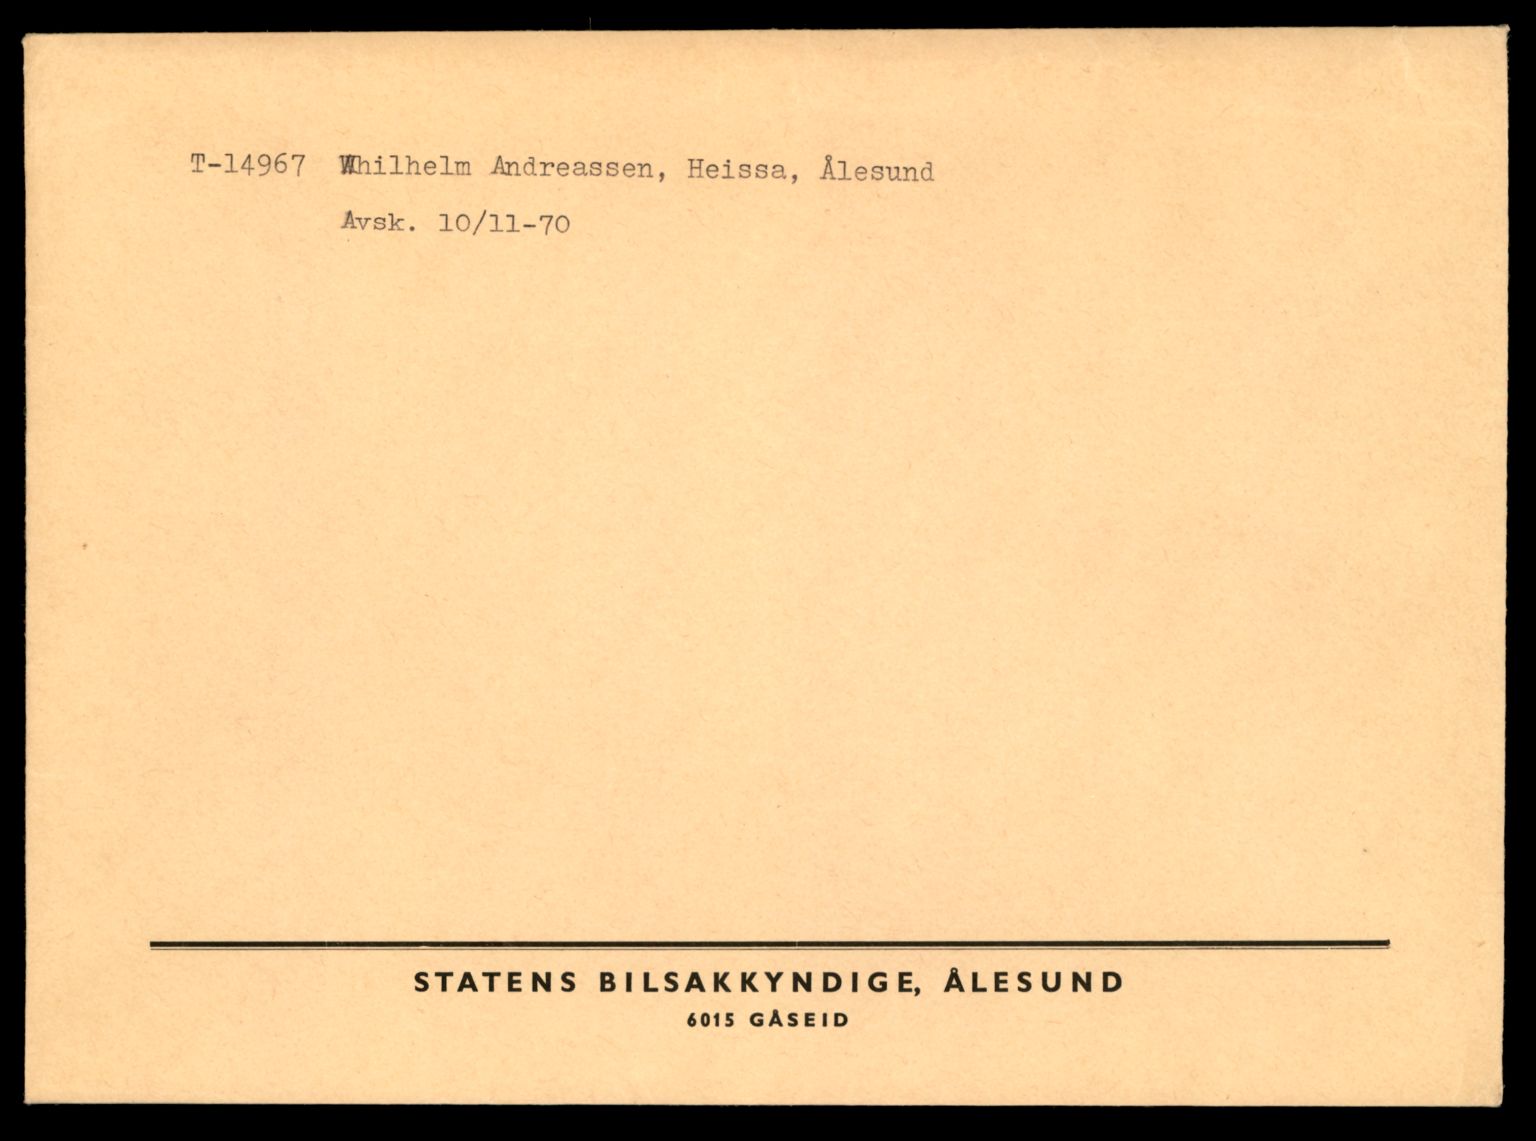 T-14967 Whilhelm Andreassen, Heissa, Ålesund
Avsk. 10/11-70
STATENS BILSAKKYNDIGE, ÅLESUND
6015 GÅSEID